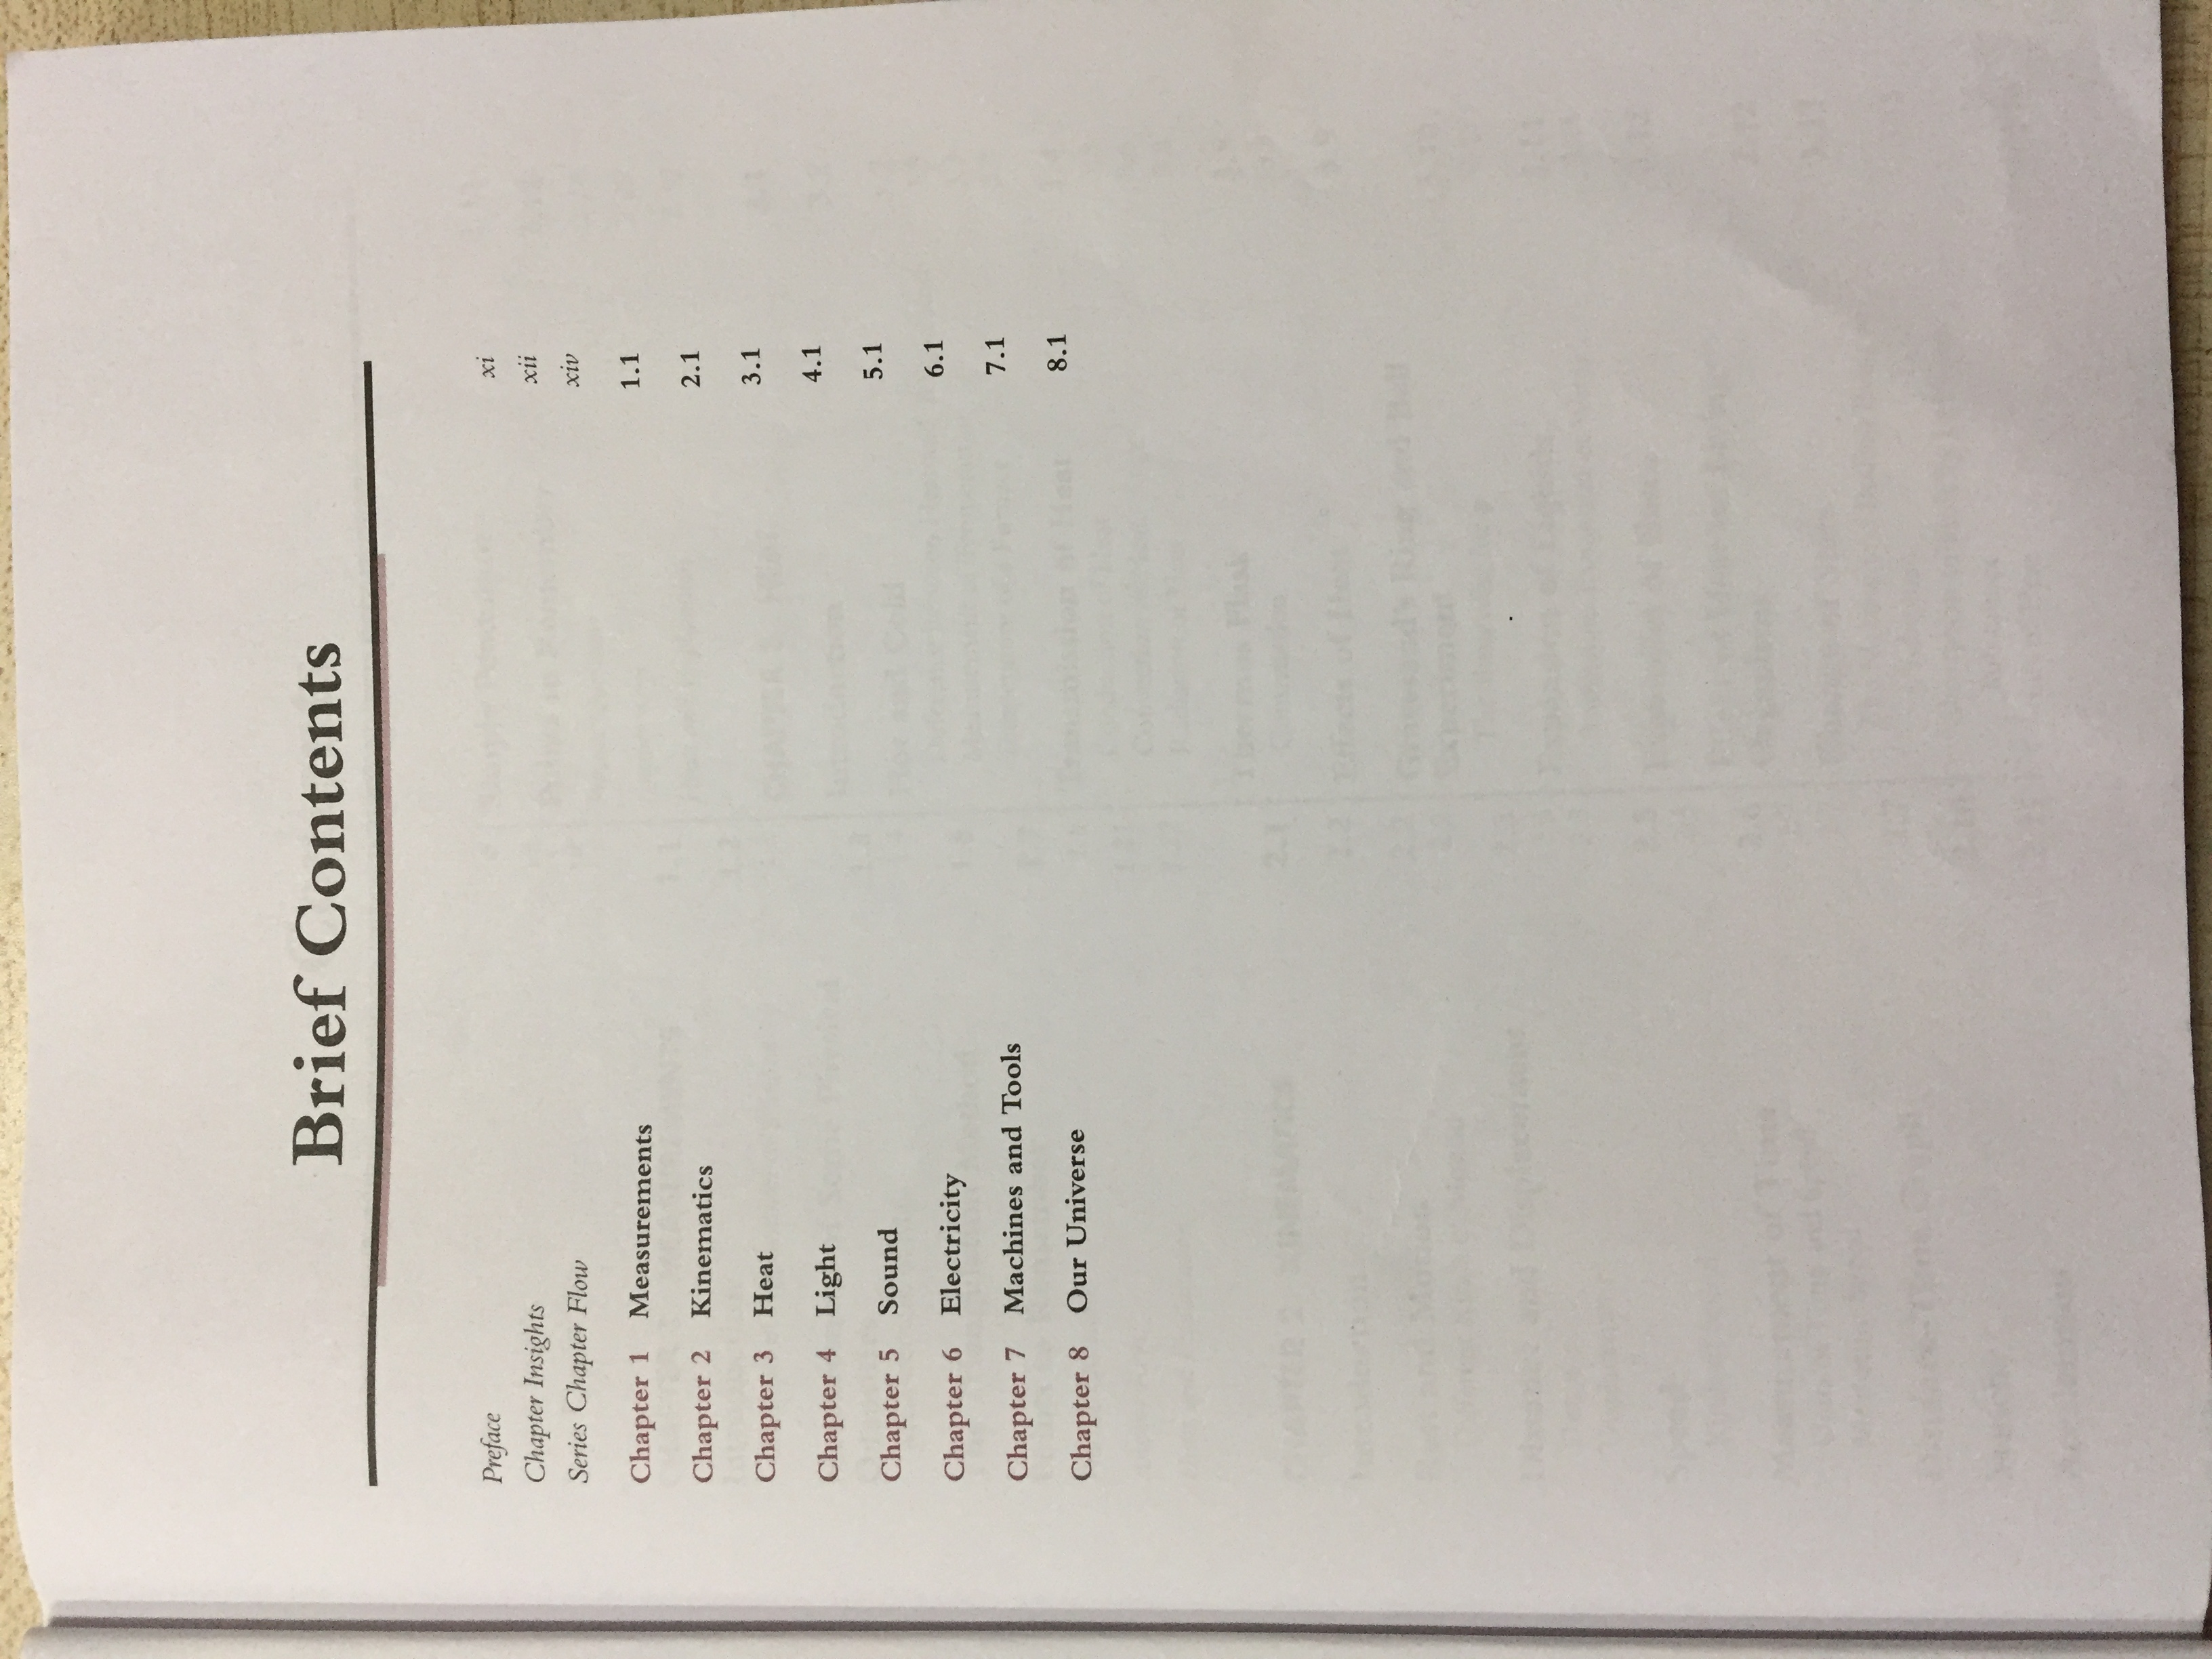 Brief Contents
Preface xi
Chapter Insights xii
Series Chapter Flow xiv
Chapter 1 Measurements 1.1
Chapter 2 Kinematics 2.1
Chapter 3 Heat 3.1
Chapter 4 Light 4.1
Chapter 5 Sound 5.1
Chapter 6 Electricity 6.1
Chapter 7 Machines and Tools 7.1
Chapter 8 Our Universe 8.1